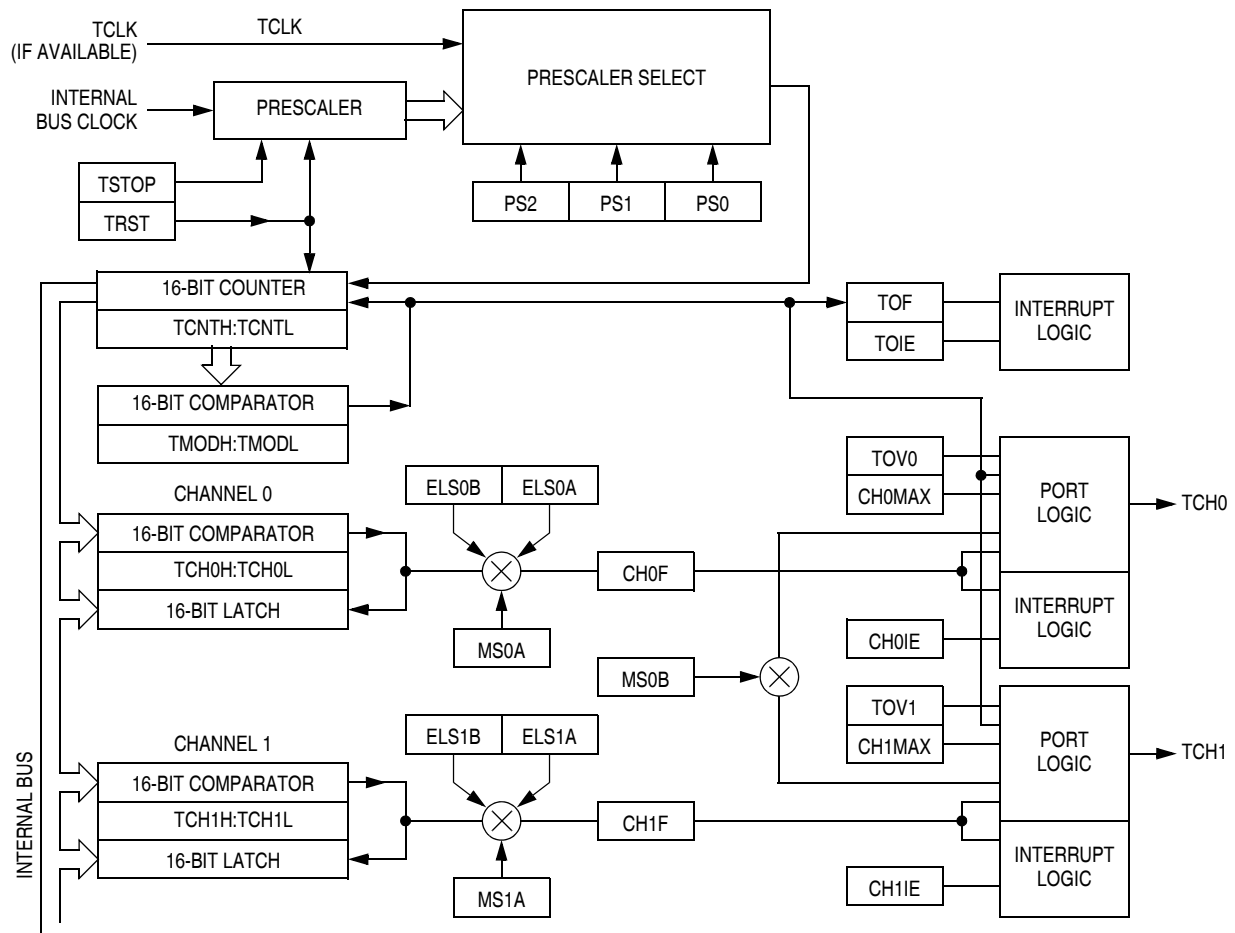 TCLK
(IF AVAILABLE)
TCLK
PRESCALER SELECT
INTERNAL
BUS CLOCK
PRESCALER
TSTOP
TRST
PS2
PS1
PS0
16-BIT COUNTER
TCNTH:TCNTL
16-BIT COMPARATOR
TMODH:TMODL
TOF
TOIE
INTERRUPT
LOGIC
CHANNEL 0
16-BIT COMPARATOR
TCH0H:TCH0L
16-BIT LATCH
ELS0B
ELS0A
MS0A
CH0F
TOV0
CH0MAX
PORT
LOGIC
TCH0
INTERRUPT
LOGIC
CH0IE
MS0B
CHANNEL 1
16-BIT COMPARATOR
TCH1H:TCH1L
16-BIT LATCH
ELS1B
ELS1A
MS1A
CH1F
TOV1
CH1MAX
PORT
LOGIC
TCH1
INTERRUPT
LOGIC
CH1IE
INTERNAL BUS